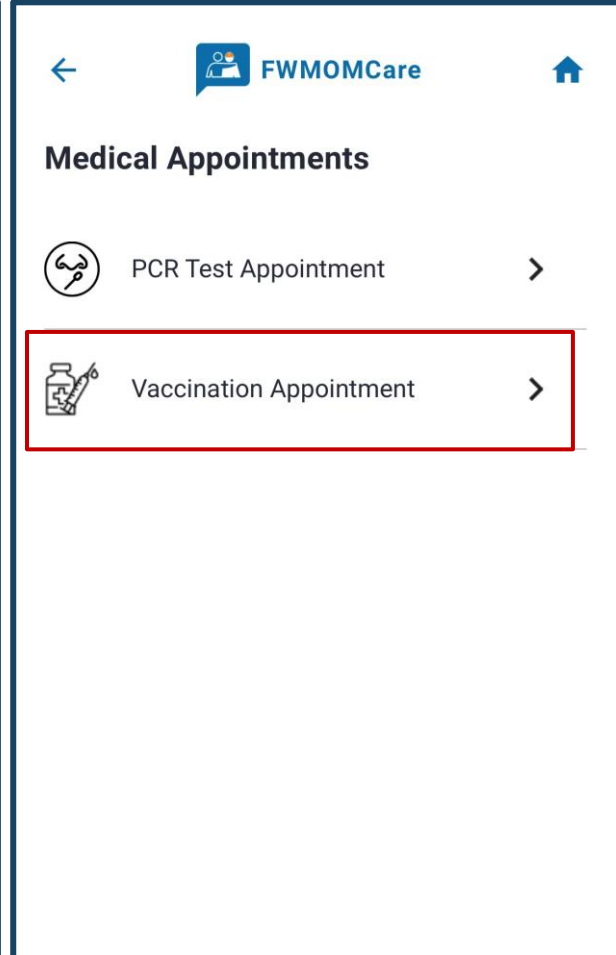 FWMOMCare
Medical Appointments
PCR Test Appointment
Vaccination Appointment